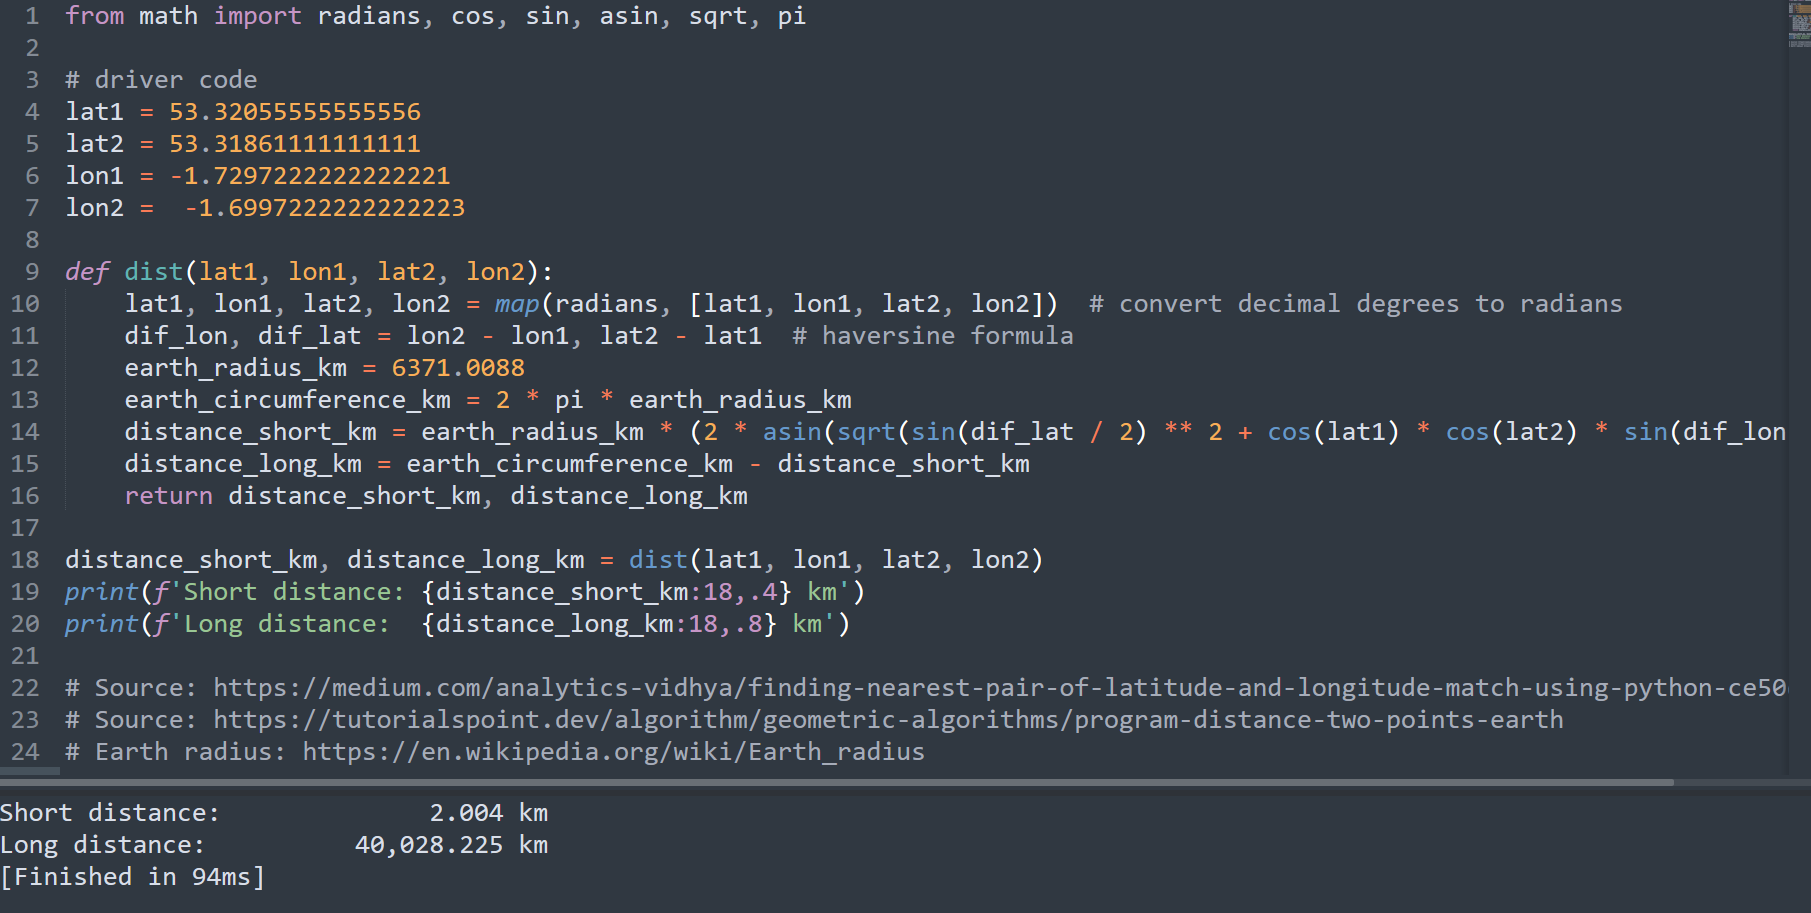 1 from math import radians, cos, sin, asin, sqrt, pi
2
3 # driver code
4 lat1 = 53.32055555555556
5 lat2 = 53.31861111111111
6 lon1 = -1.7297222222222221
7 lon2 =  -1.6997222222222223
8
9 def dist(lat1, lon1, lat2, lon2):
10     lat1, lon1, lat2, lon2 = map(radians, [lat1, lon1, lat2, lon2])  # convert decimal degrees to radians
11     dif_lon, dif_lat = lon2 - lon1, lat2 - lat1  # haversine formula
12     earth_radius_km = 6371.0088
13     earth_circumference_km = 2 * pi * earth_radius_km
14     distance_short_km = earth_radius_km * (2 * asin(sqrt(sin(dif_lat / 2) ** 2 + cos(lat1) * cos(lat2) * sin(dif_lon
15     distance_long_km = earth_circumference_km - distance_short_km
16     return distance_short_km, distance_long_km
17
18 distance_short_km, distance_long_km = dist(lat1, lon1, lat2, lon2)
19 print(f'Short distance: {distance_short_km:18,.4} km')
20 print(f'Long distance:  {distance_long_km:18,.8} km')
21
22 # Source: https://medium.com/analytics-vidhya/finding-nearest-pair-of-latitude-and-longitude-match-using-python-ce50
23 # Source: https://tutorialspoint.dev/algorithm/geometric-algorithms/program-distance-two-points-earth
24 # Earth radius: https://en.wikipedia.org/wiki/Earth_radius
Short distance:              2.004 km
Long distance:          40,028.225 km
[Finished in 94ms]